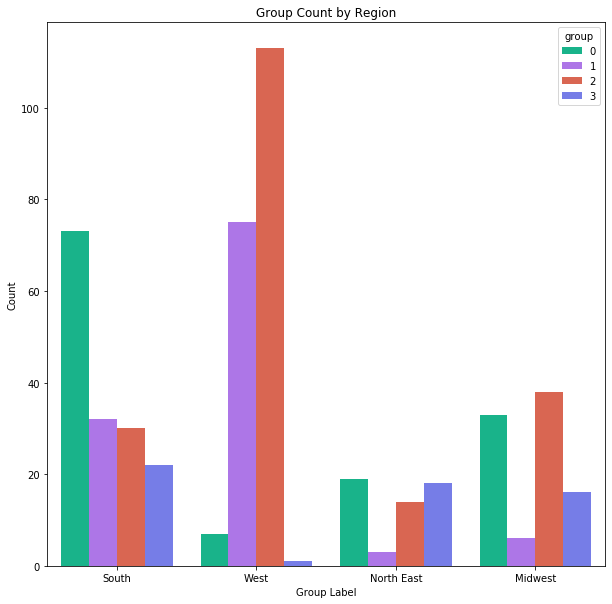 Group Count by Region
group
0
1
2
3
100
80
60
40
20
0
Count
South West North East Midwest
Group Label